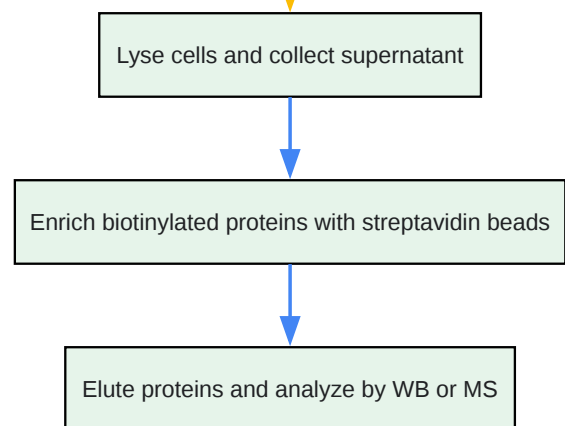 Lyse cells and collect supernatant
Enrich biotinylated proteins with streptavidin beads
Elute proteins and analyze by WB or MS